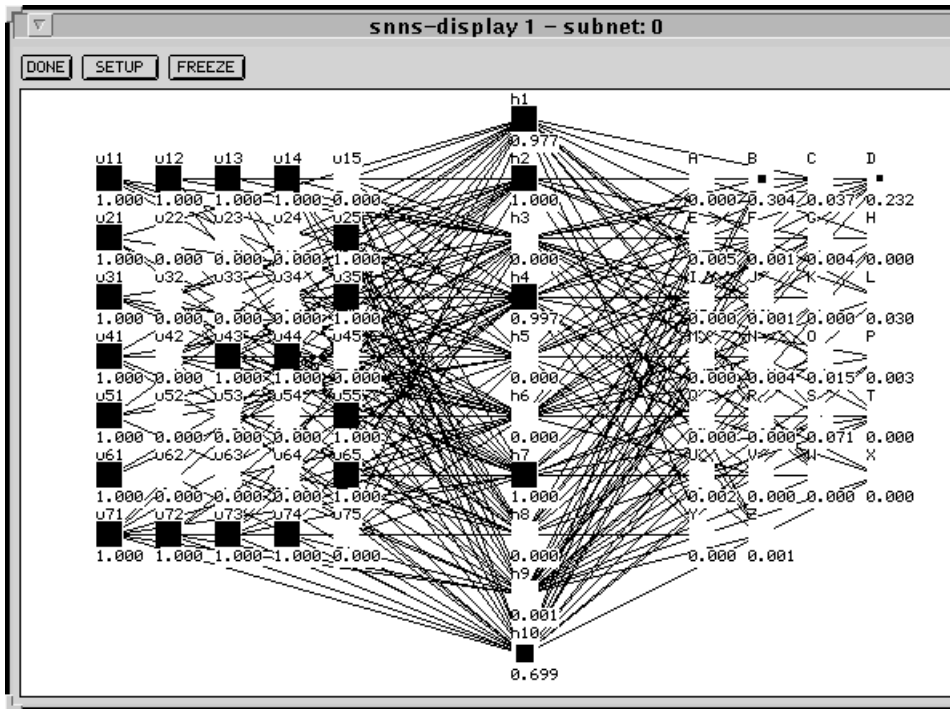 snns-display 1 – subnet: 0
DONE SETUP FREEZE
h1
0.977
u11 u12 u13 u14 u15 h2 A B C D
1.000 1.000 1.000 1.000 0.000 1.000 0.000 0.304 0.037 0.232
u21 u22 u23 u24 u25 h3 E F G H
1.000 0.000 0.000 0.000 1.000 0.000 0.005 0.001 0.004 0.000
u31 u32 u33 u34 u35 h4 I J K L
1.000 0.000 0.000 0.000 1.000 0.997 0.000 0.001 0.000 0.030
u41 u42 u43 u44 u45 h5 M N O P
1.000 0.000 1.000 1.000 0.000 0.000 0.000 0.004 0.015 0.003
u51 u52 u53 u54 u55 h6 Q R S T
1.000 0.000 0.000 0.000 1.000 0.000 0.000 0.000 0.071 0.000
u61 u62 u63 u64 u65 h7 U V W X
1.000 0.000 0.000 0.000 1.000 1.000 0.002 0.000 0.000 0.000
u71 u72 u73 u74 u75 h8 Y Z
1.000 1.000 1.000 1.000 0.000 0.000 0.000 0.001
h9
0.001
h10
0.699